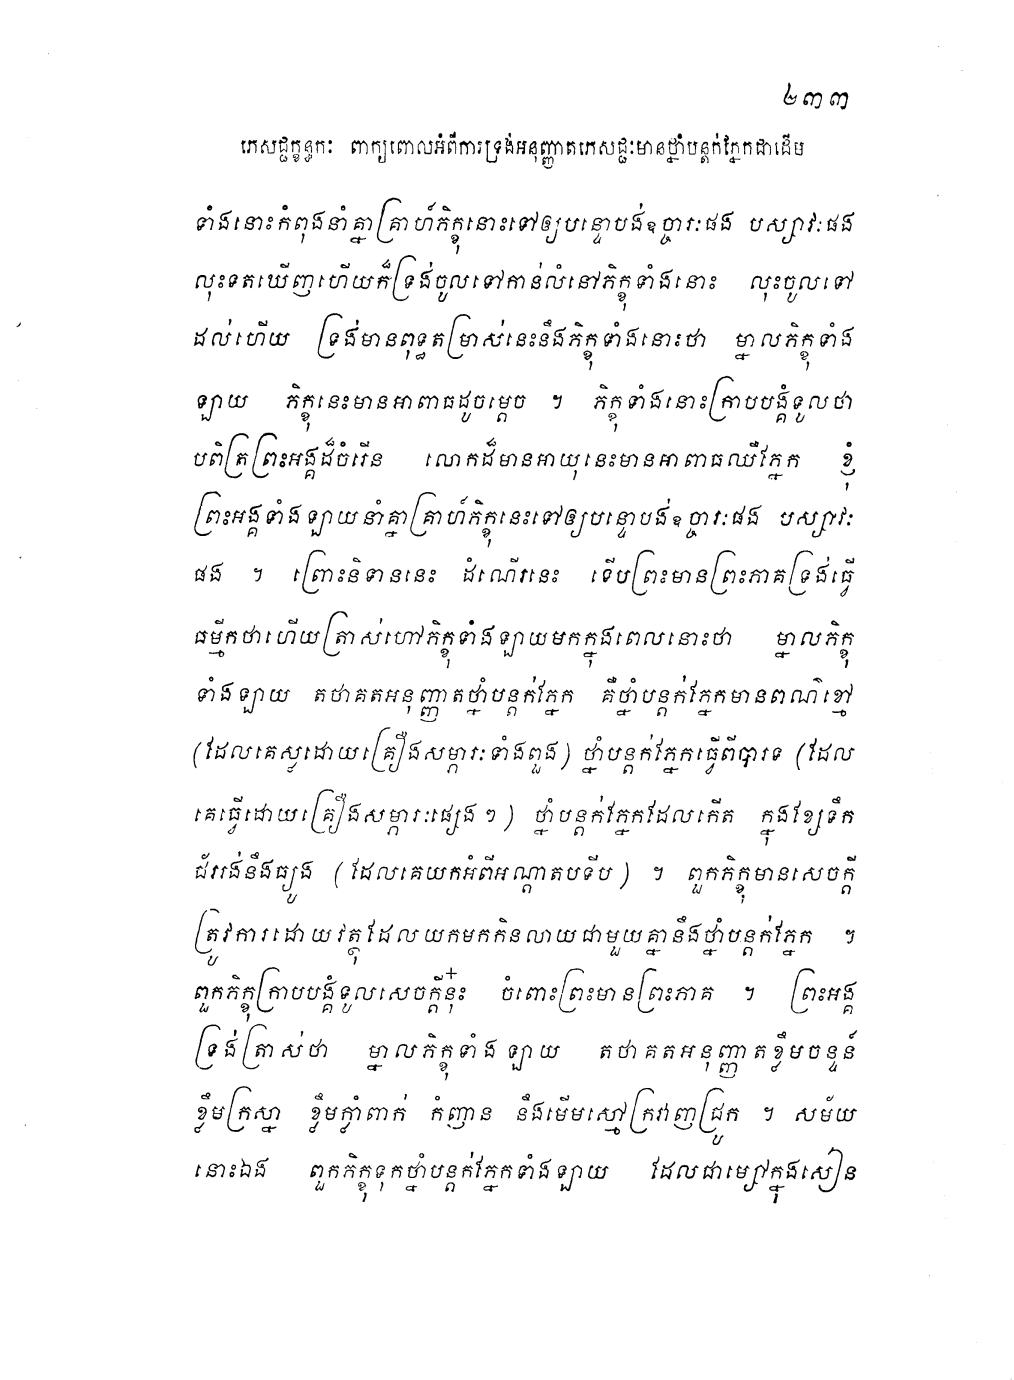 ២៣៣
ភេសជ្ជក្ខន្ធកៈ ពាក្យពោលអំពីការទ្រង់អនុញ្ញាតភេសជ្ជៈមានថ្នាំបន្តក់ភ្នែកជាដើម
ទាំងនោះកំពុងនាំគ្នាគ្រាហ៍ភិក្ខុនោះទៅឲ្យបន្ទោបង់ឧច្ចារៈផង បស្សាវៈផង
លុះទតឃើញហើយក៏ទ្រង់ចូលទៅកាន់លំនៅភិក្ខុទាំងនោះ លុះចូលទៅ
ដល់ហើយ ទ្រង់មានពុទ្ធតម្រាស់នេះនឹងភិក្ខុទាំងនោះថា ម្នាលភិក្ខុទាំង
ឡាយ ភិក្ខុនេះមានអាពាធដូចម្តេច ។ ភិក្ខុទាំងនោះក្រាបបង្គំទូលថា
បពិត្រព្រះអង្គដ៏ចំរើន លោកដ៏មានអាយុនេះមានអាពាធឈឺភ្នែក ខ្ញុំ
ព្រះអង្គទាំងឡាយនាំគ្នាគ្រាហ៍ភិក្ខុនេះទៅឲ្យបន្ទោបង់ឧច្ចារៈផង បស្សាវៈ
ផង ។ ព្រោះនិទាននេះ ដំណើរនេះ ទើបព្រះមានព្រះភាគទ្រង់ធ្វើ
ធម្មីកថាហើយត្រាស់ហៅភិក្ខុទាំងឡាយមកក្នុងពេលនោះថា ម្នាលភិក្ខុ
ទាំងឡាយ តថាគតអនុញ្ញាតថ្នាំបន្តក់ភ្នែក គឺថ្នាំបន្តក់ភ្នែកមានពណ៌ខ្មៅ
(ដែលគេស្ងដោយគ្រឿងសម្ភារៈទាំងពួង) ថ្នាំបន្តក់ភ្នែកធ្វើពីបារទ (ដែល
គេធ្វើដោយគ្រឿងសម្ភារៈផ្សេងៗ) ថ្នាំបន្តក់ភ្នែកដែលកើត ក្នុងខ្សែទឹក
ជ័ររង់នឹងធ្យូង (ដែលគេយកអំពីអណ្តាតបទីប) ។ ពួកភិក្ខុមានសេចក្តី
ត្រូវការដោយវត្ថុដែលយកមកកិនលាយជាមួយគ្នានឹងថ្នាំបន្តក់ភ្នែក ។
ពួកភិក្ខុក្រាបបង្គំទូលសេចក្តីនុ៎ះ ចំពោះព្រះមានព្រះភាគ ។ ព្រះអង្គ
ទ្រង់ត្រាស់ថា ម្នាលភិក្ខុទាំងឡាយ តថាគតអនុញ្ញាតខ្លឹមចន្ទន៍
ខ្លឹមក្រស្នា ខ្លឹមក្លាំពាក់ កំញាន នឹងមើមស្មៅក្រវាញជ្រូក ។ សម័យ
នោះឯង ពួកភិក្ខុទុកថ្នាំបន្តក់ភ្នែកទាំងឡាយ ដែលជាម្សៅក្នុងសៀន